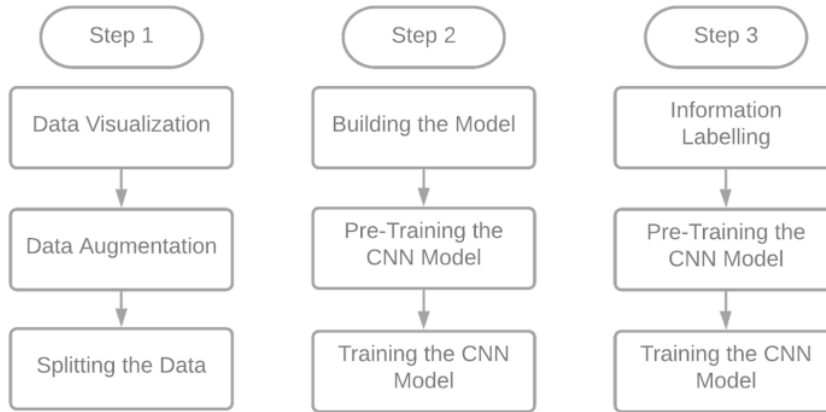 Step 1
Data Visualization
Data Augmentation
Splitting the Data
Step 2
Building the Model
Pre-Training the
CNN Model
Training the CNN
Model
Step 3
Information
Labelling
Pre-Training the
CNN Model
Training the CNN
Model